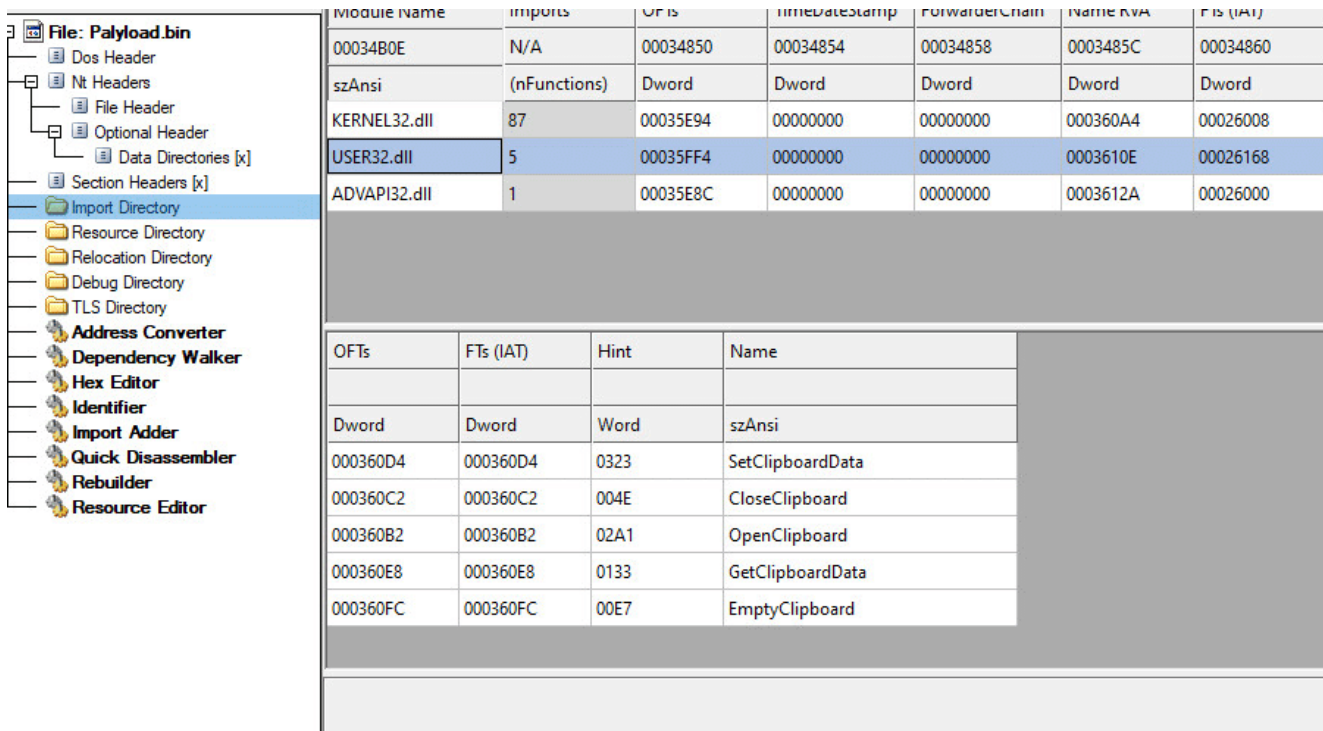 File: Palyload.bin
Dos Header
Nt Headers
File Header
Optional Header
Data Directories [x]
Section Headers [x]
Import Directory
Resource Directory
Relocation Directory
Debug Directory
TLS Directory
Address Converter
Dependency Walker
Hex Editor
Identifier
Import Adder
Quick Disassembler
Rebuilder
Resource Editor
Module Name Imports OFTs TimeDateStamp ForwarderChain Name RVA FTs (IAT)
00034B0E N/A 00034850 00034854 00034858 0003485C 00034860
szAnsi (nFunctions) Dword Dword Dword Dword Dword
KERNEL32.dll 87 00035E94 00000000 00000000 000360A4 00026008
USER32.dll 5 00035FF4 00000000 00000000 0003610E 00026168
ADVAPI32.dll 1 00035E8C 00000000 00000000 0003612A 00026000
OFTs FTs (IAT) Hint Name
Dword Dword Word szAnsi
000360D4 000360D4 0323 SetClipboardData
000360C2 000360C2 004E CloseClipboard
000360B2 000360B2 02A1 OpenClipboard
000360E8 000360E8 0133 GetClipboardData
000360FC 000360FC 00E7 EmptyClipboard